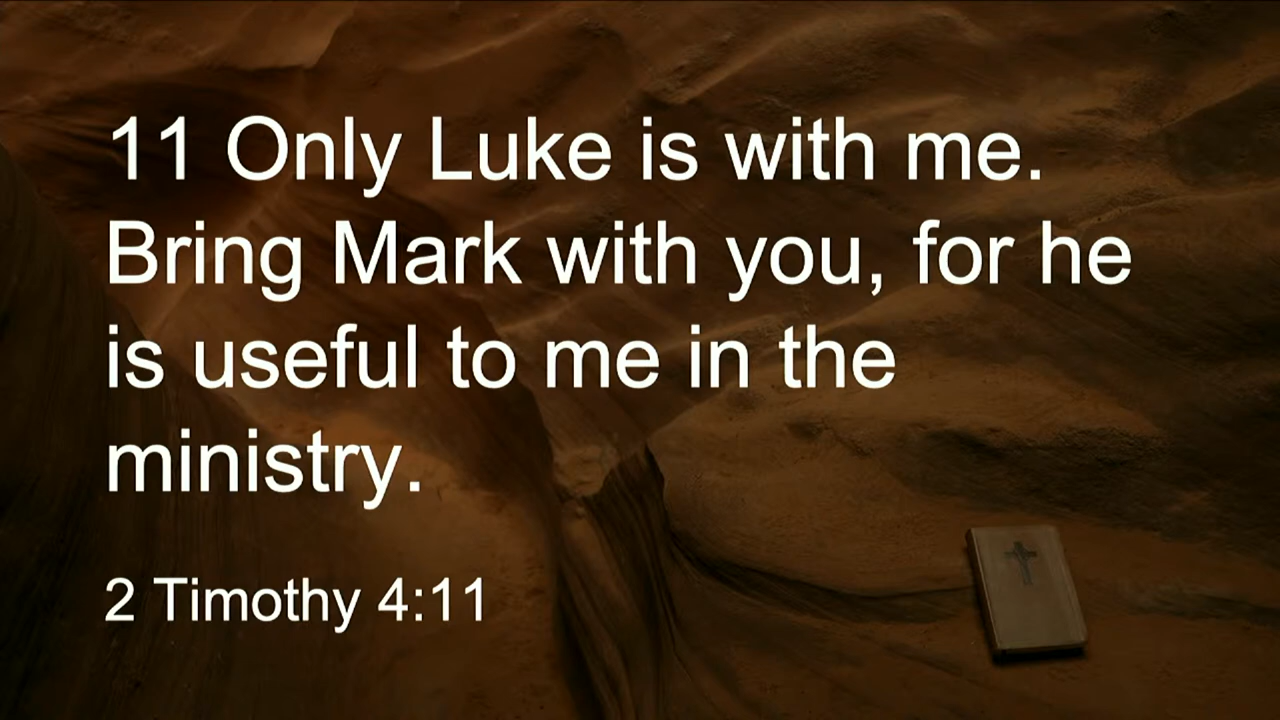 11 Only Luke is with me.
Bring Mark with you, for he
is useful to me in the
ministry.
2 Timothy 4:11